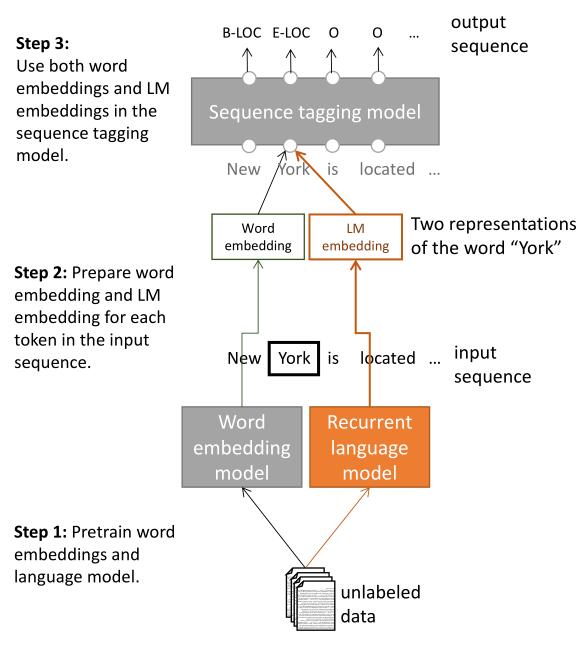 B-LOC E-LOC O O ...
output
sequence
Step 3:
Use both word
embeddings and LM
embeddings in the
sequence tagging
model.
Sequence tagging model
New York is located ...
Word
embedding
LM
embedding
Two representations
of the word “York”
Step 2: Prepare word
embedding and LM
embedding for each
token in the input
sequence.
New York is located ...
input
sequence
Word
embedding
model
Recurrent
language
model
Step 1: Pretrain word
embeddings and
language model.
unlabeled
data